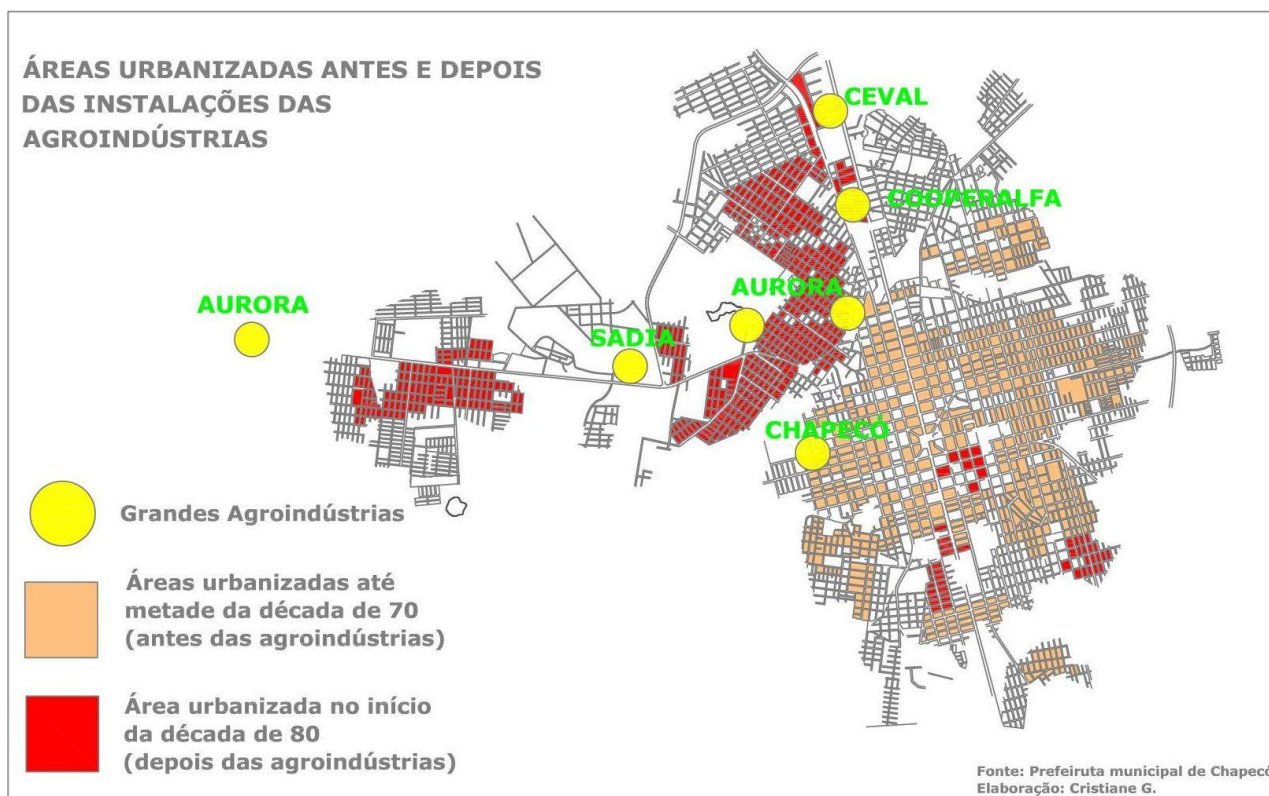 ÁREAS URBANIZADAS ANTES E DEPOIS
DAS INSTALAÇÕES DAS
AGROINDÚSTRIAS
CEVAL
COOPERALFA
AURORA
AURORA
SADIA
CHAPECÓ
Grandes Agroindústrias
Áreas urbanizadas até
metade da década de 70
(antes das agroindústrias)
Área urbanizada no início
da década de 80
(depois das agroindústrias)
Fonte: Prefeiruta municipal de Chapecó
Elaboração: Cristiane G.